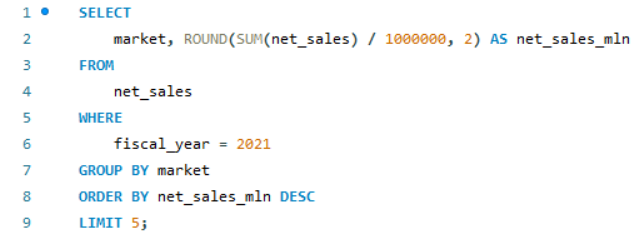 1 SELECT
2 market, ROUND(SUM(net_sales) / 1000000, 2) AS net_sales_mln
3 FROM
4 net_sales
5 WHERE
6 fiscal_year = 2021
7 GROUP BY market
8 ORDER BY net_sales_mln DESC
9 LIMIT 5;